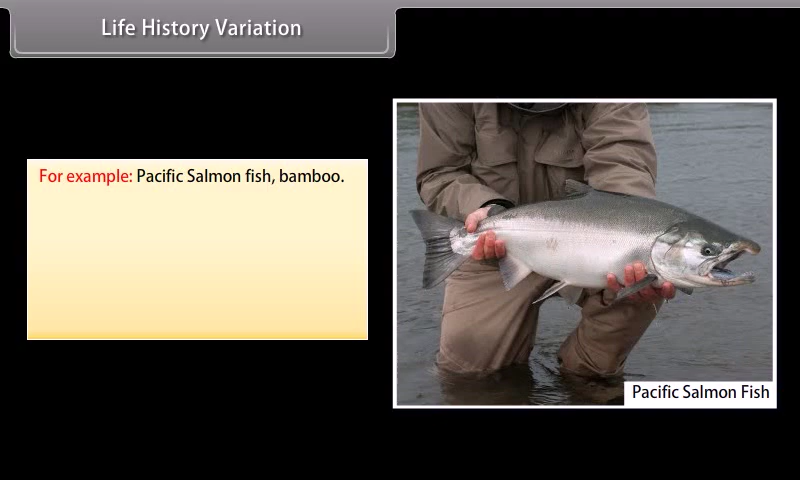 Life History Variation
For example: Pacific Salmon fish, bamboo.
Pacific Salmon Fish